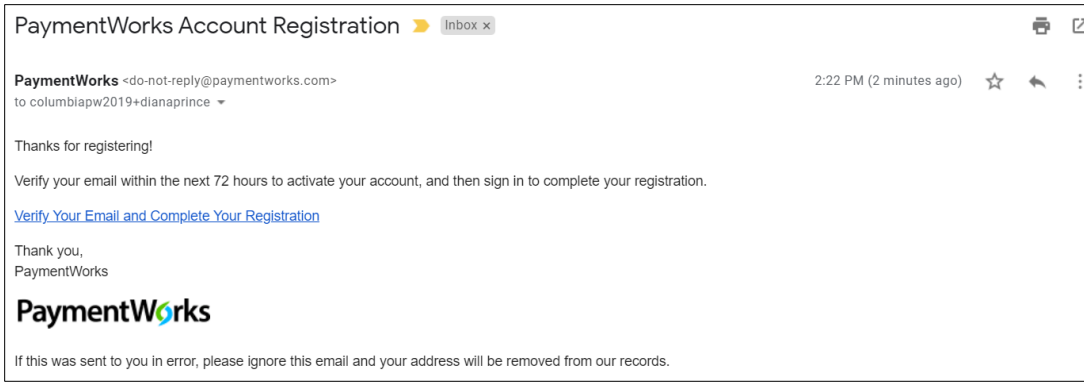 PaymentWorks Account Registration Inbox ×
PaymentWorks <do-not-reply@paymentworks.com> 2:22 PM (2 minutes ago)
to columbiapw2019+dianaprince
Thanks for registering!
Verify your email within the next 72 hours to activate your account, and then sign in to complete your registration.
Verify Your Email and Complete Your Registration
Thank you,
PaymentWorks
PaymentWorks
If this was sent to you in error, please ignore this email and your address will be removed from our records.